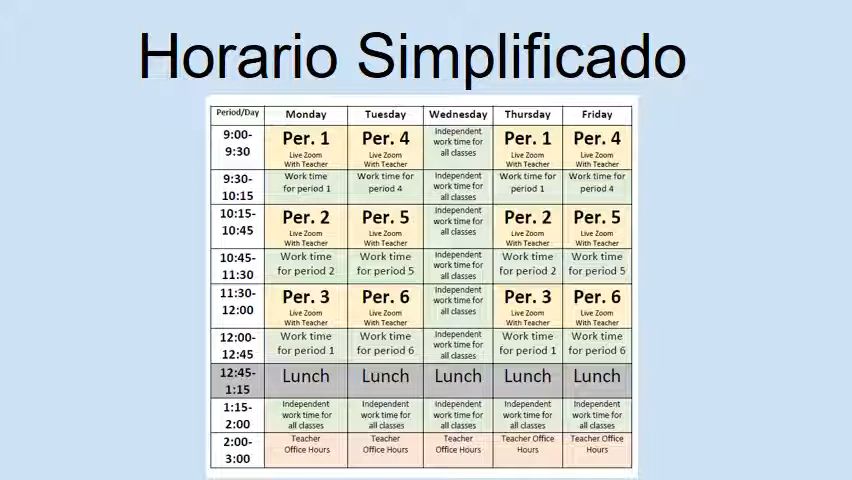 Horario Simplificado
Period/Day Monday Tuesday Wednesday Thursday Friday
9:00-
9:30
Per. 1
Live Zoom
With Teacher
Per. 4
Live Zoom
With Teacher
Independent
work time for
all classes
Per. 1
Live Zoom
With Teacher
Per. 4
Live Zoom
With Teacher
9:30-
10:15
Work time
for period 1
Work time for
period 4
Independent
work time for
all classes
Work time for
period 1
Work time for
period 4
10:15-
10:45
Per. 2
Live Zoom
With Teacher
Per. 5
Live Zoom
With Teacher
Independent
work time for
all classes
Per. 2
Live Zoom
With Teacher
Per. 5
Live Zoom
With Teacher
10:45-
11:30
Work time
for period 2
Work time
for period 5
Independent
work time for
all classes
Work time
for period 2
Work time
for period 5
11:30-
12:00
Per. 3
Live Zoom
With Teacher
Per. 6
Live Zoom
With Teacher
Independent
work time for
all classes
Per. 3
Live Zoom
With Teacher
Per. 6
Live Zoom
With Teacher
12:00-
12:45
Work time
for period 1
Work time
for period 6
Independent
work time for
all classes
Work time
for period 1
Work time
for period 6
12:45-
1:15
Lunch
Lunch
Lunch
Lunch
Lunch
1:15-
2:00
Independent
work time for
all classes
Independent
work time for
all classes
Independent
work time for
all classes
Independent
work time for
all classes
Independent
work time for
all classes
2:00-
3:00
Teacher
Office Hours
Teacher
Office Hours
Teacher
Office Hours
Teacher Office
Hours
Teacher Office
Hours